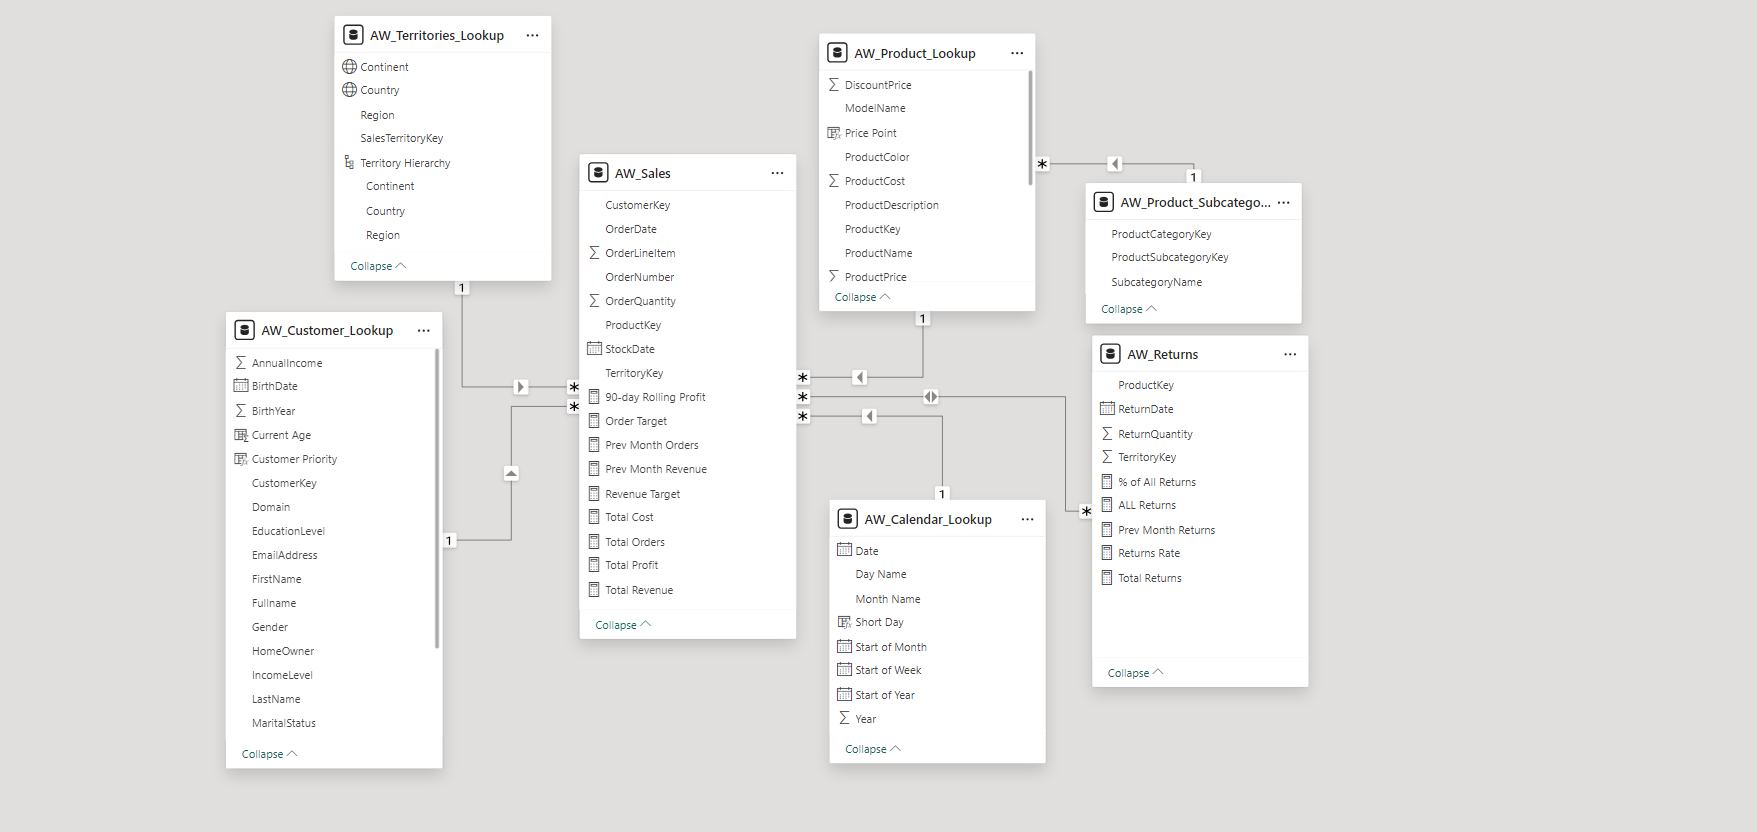 AW_Territories_Lookup ...
Continent
Country
Region
SalesTerritoryKey
Territory Hierarchy
Continent
Country
Region
Collapse
1
AW_Customer_Lookup ...
AnnualIncome
BirthDate
BirthYear
Current Age
Customer Priority
CustomerKey
Domain
EducationLevel
EmailAddress
FirstName
Fullname
Gender
HomeOwner
IncomeLevel
LastName
MaritalStatus
Collapse
1
*
*
AW_Sales ...
CustomerKey
OrderDate
OrderLineItem
OrderNumber
OrderQuantity
ProductKey
StockDate
TerritoryKey
90-day Rolling Profit
Order Target
Prev Month Orders
Prev Month Revenue
Revenue Target
Total Cost
Total Orders
Total Profit
Total Revenue
Collapse
*
*
*
AW_Product_Lookup ...
DiscountPrice
ModelName
Price Point
ProductColor
ProductCost
ProductDescription
ProductKey
ProductName
ProductPrice
Collapse
1
*
1
AW_Product_Subcatego... ...
ProductCategoryKey
ProductSubcategoryKey
SubcategoryName
Collapse
1
AW_Calendar_Lookup ...
Date
Day Name
Month Name
Short Day
Start of Month
Start of Week
Start of Year
Year
Collapse
*
AW_Returns ...
ProductKey
ReturnDate
ReturnQuantity
TerritoryKey
% of All Returns
ALL Returns
Prev Month Returns
Returns Rate
Total Returns
Collapse